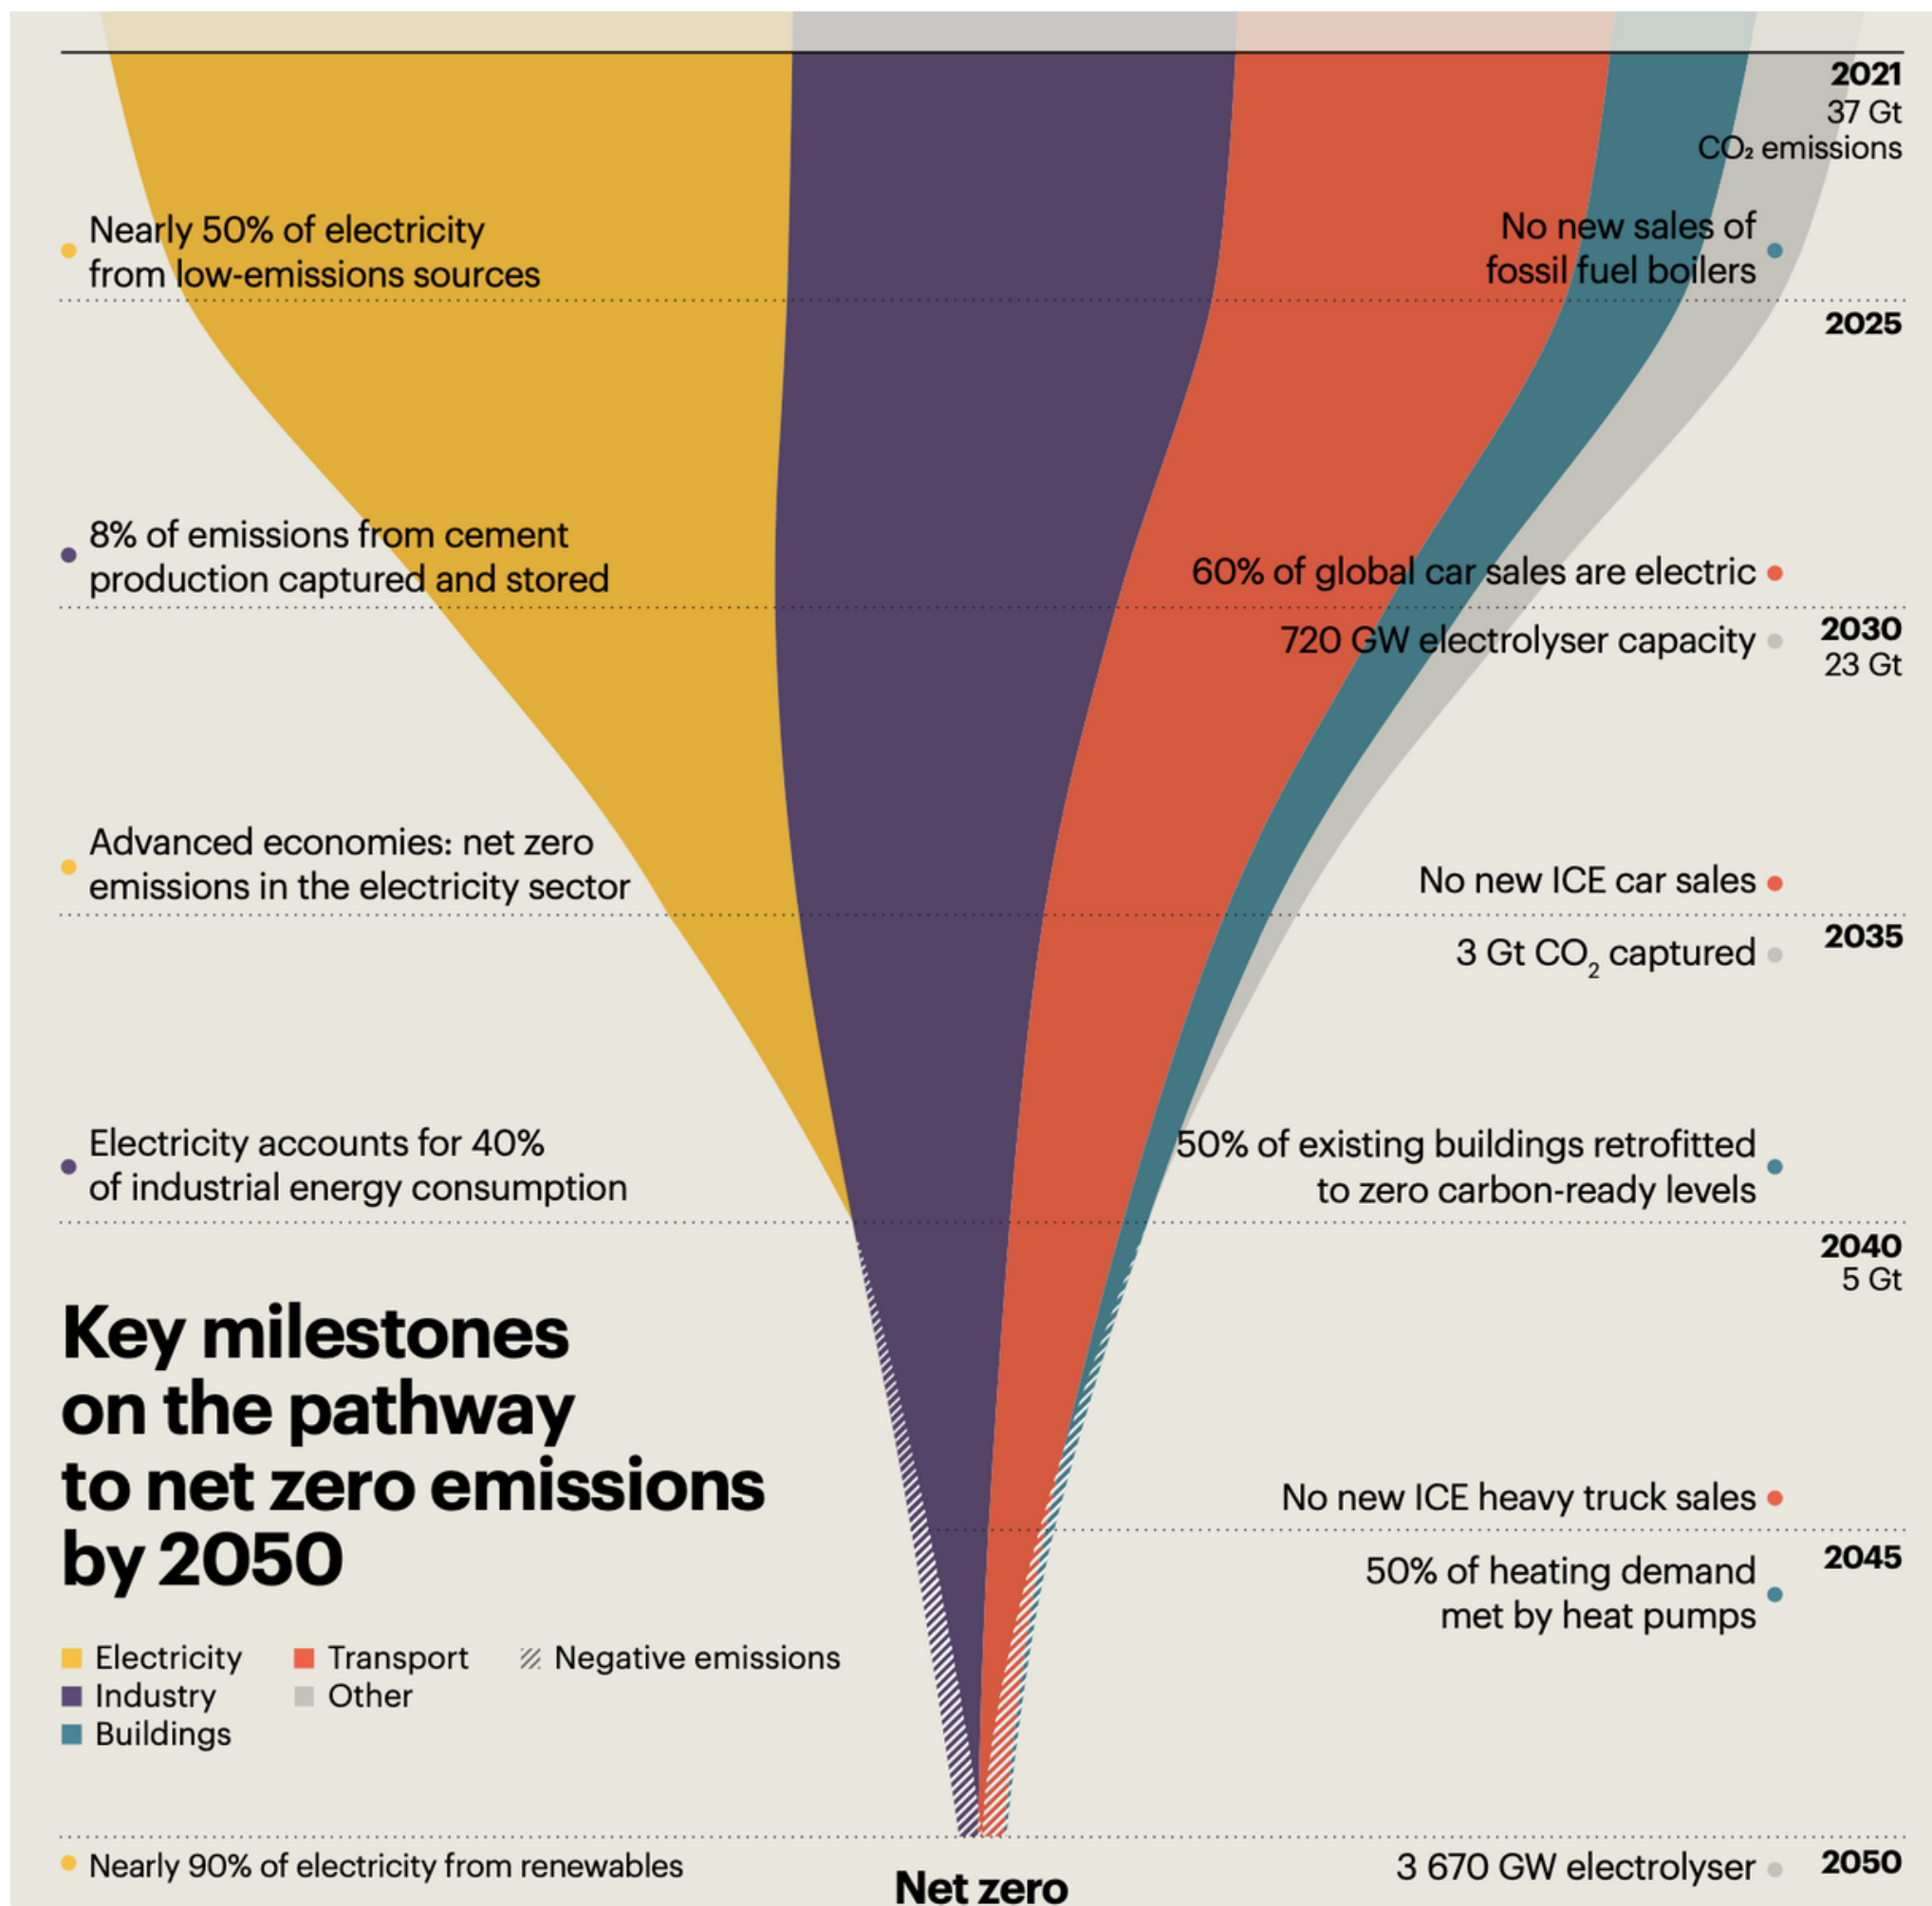 2021
37 Gt
CO₂ emissions
Nearly 50% of electricity
from low-emissions sources
No new sales of
fossil fuel boilers
2025
8% of emissions from cement
production captured and stored
60% of global car sales are electric
720 GW electrolyser capacity
2030
23 Gt
Advanced economies: net zero
emissions in the electricity sector
No new ICE car sales
3 Gt CO₂ captured
2035
Electricity accounts for 40%
of industrial energy consumption
50% of existing buildings retrofitted
to zero carbon-ready levels
2040
5 Gt
Key milestones
on the pathway
to net zero emissions
by 2050
No new ICE heavy truck sales
2045
50% of heating demand
met by heat pumps
Electricity
Industry
Buildings
Transport
Other
Negative emissions
Nearly 90% of electricity from renewables
Net zero
3 670 GW electrolyser
2050